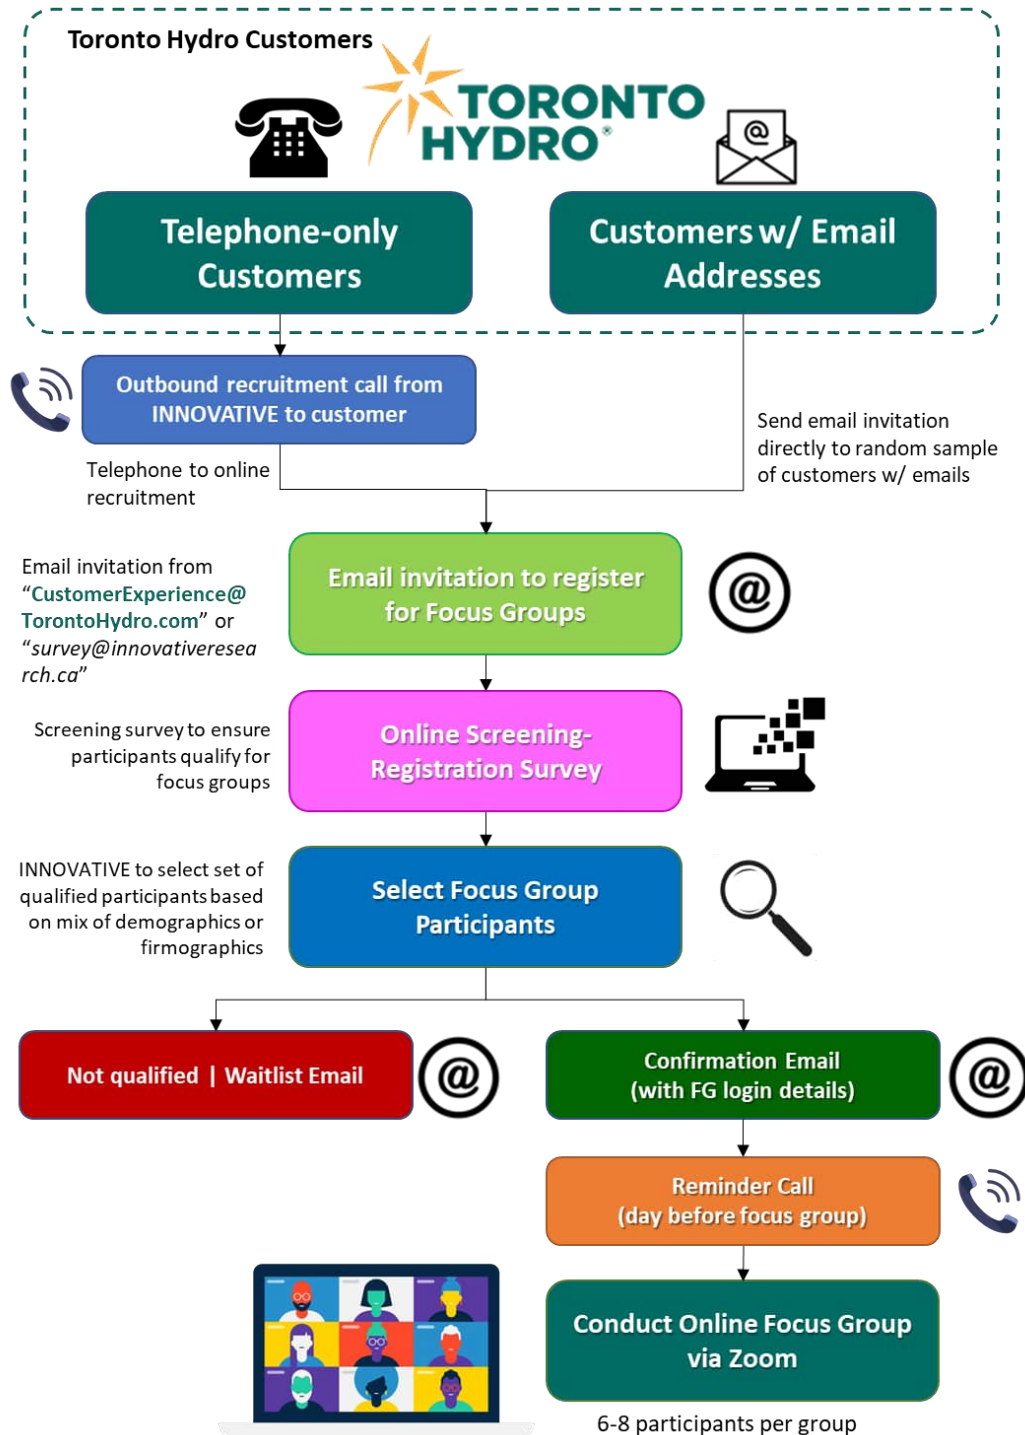 Toronto Hydro Customers
TORONTO
HYDRO®
@
Telephone-only
Customers
Customers w/ Email
Addresses
Outbound recruitment call from
INNOVATIVE to customer
Telephone to online
recruitment
Send email invitation
directly to random sample
of customers w/ emails
Email invitation from
“CustomerExperience@
TorontoHydro.com” or
“survey@innovativeresea
rch.ca”
Email invitation to register
for Focus Groups
@
Screening survey to ensure
participants qualify for
focus groups
Online Screening-
Registration Survey
INNOVATIVE to select set of
qualified participants based
on mix of demographics or
firmographics
Select Focus Group
Participants
Not qualified | Waitlist Email
@
Confirmation Email
(with FG login details)
@
Reminder Call
(day before focus group)
Conduct Online Focus Group
via Zoom
6-8 participants per group